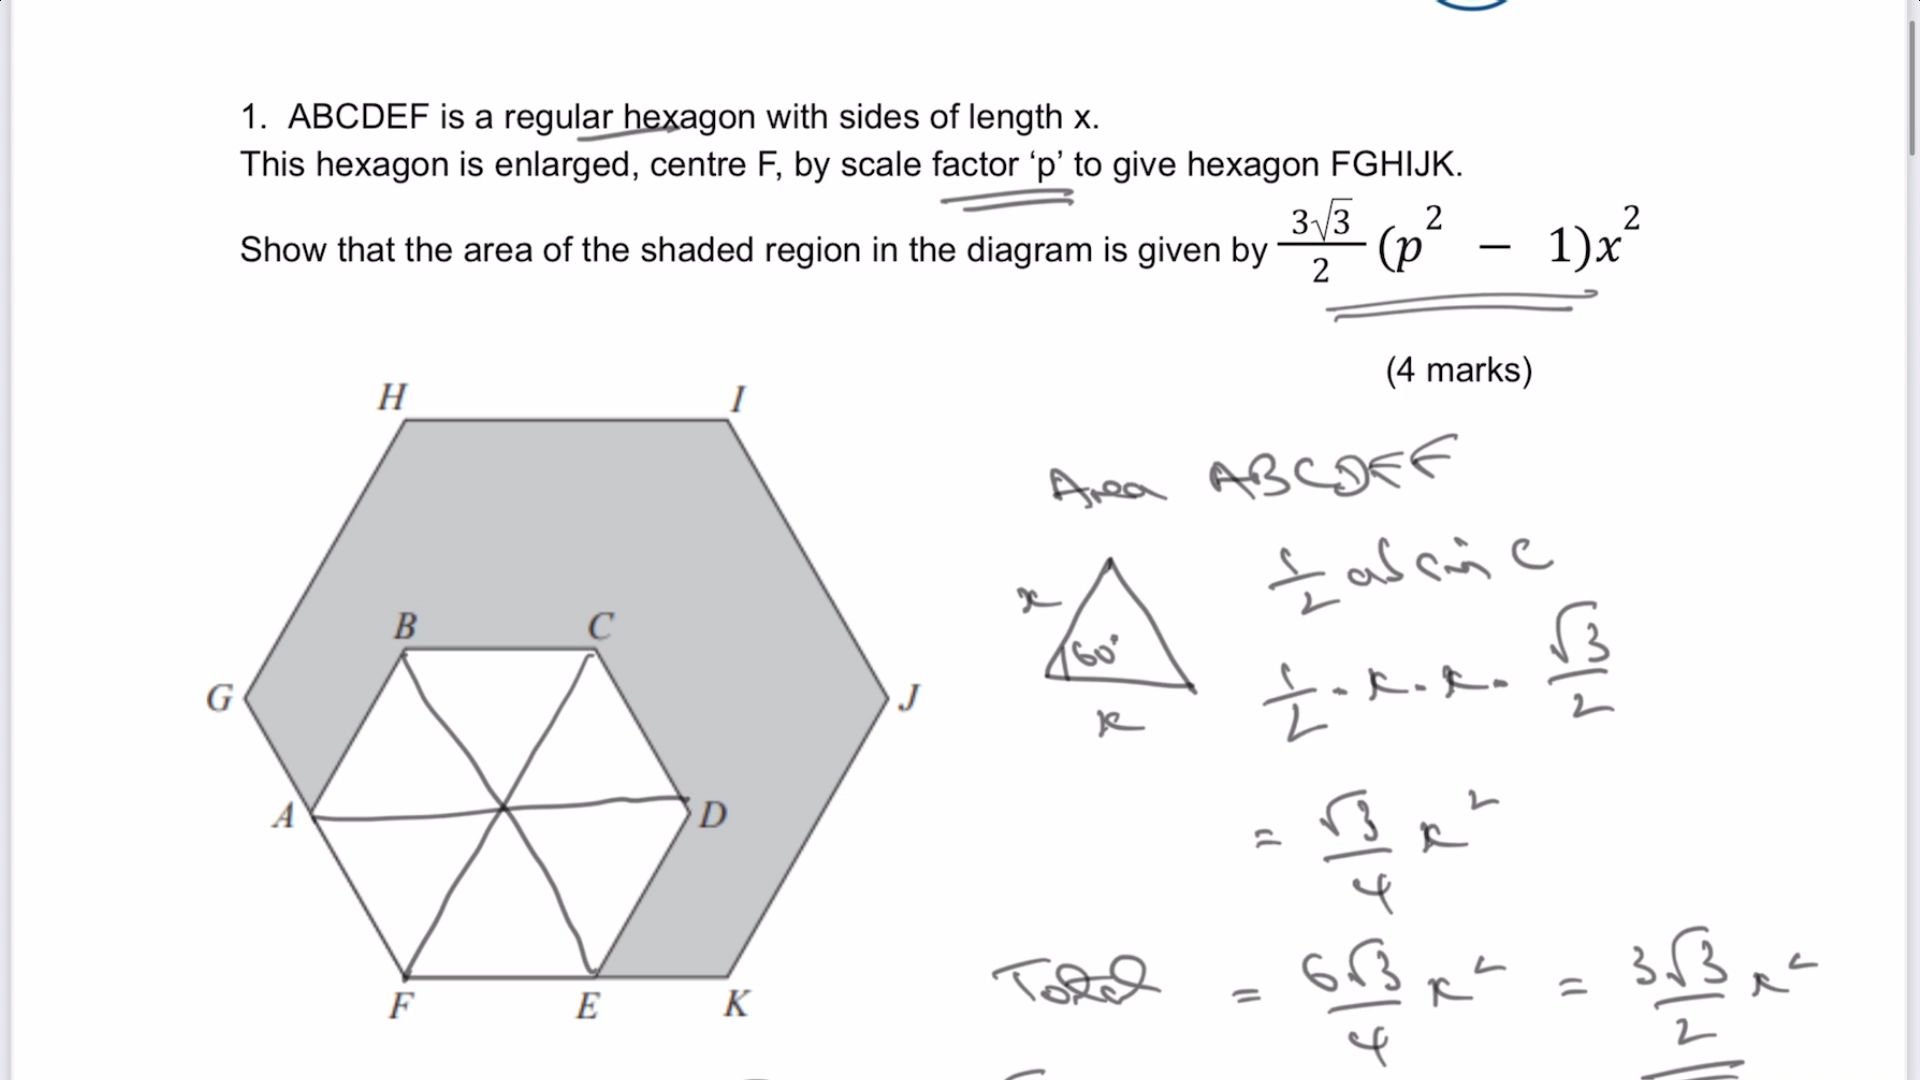 1. ABCDEF is a regular hexagon with sides of length x.
This hexagon is enlarged, centre F, by scale factor ‘p’ to give hexagon FGHIJK.
Show that the area of the shaded region in the diagram is given by 3√3/2 (p² − 1)x²
(4 marks)
H I
B C
G J
A D
F E K
Area ABCDEF
1/2 ab sin C
x 60° x
1/2 · x · x · √3/2
= √3/4 x²
Total = 6√3/4 x² = 3√3/2 x²